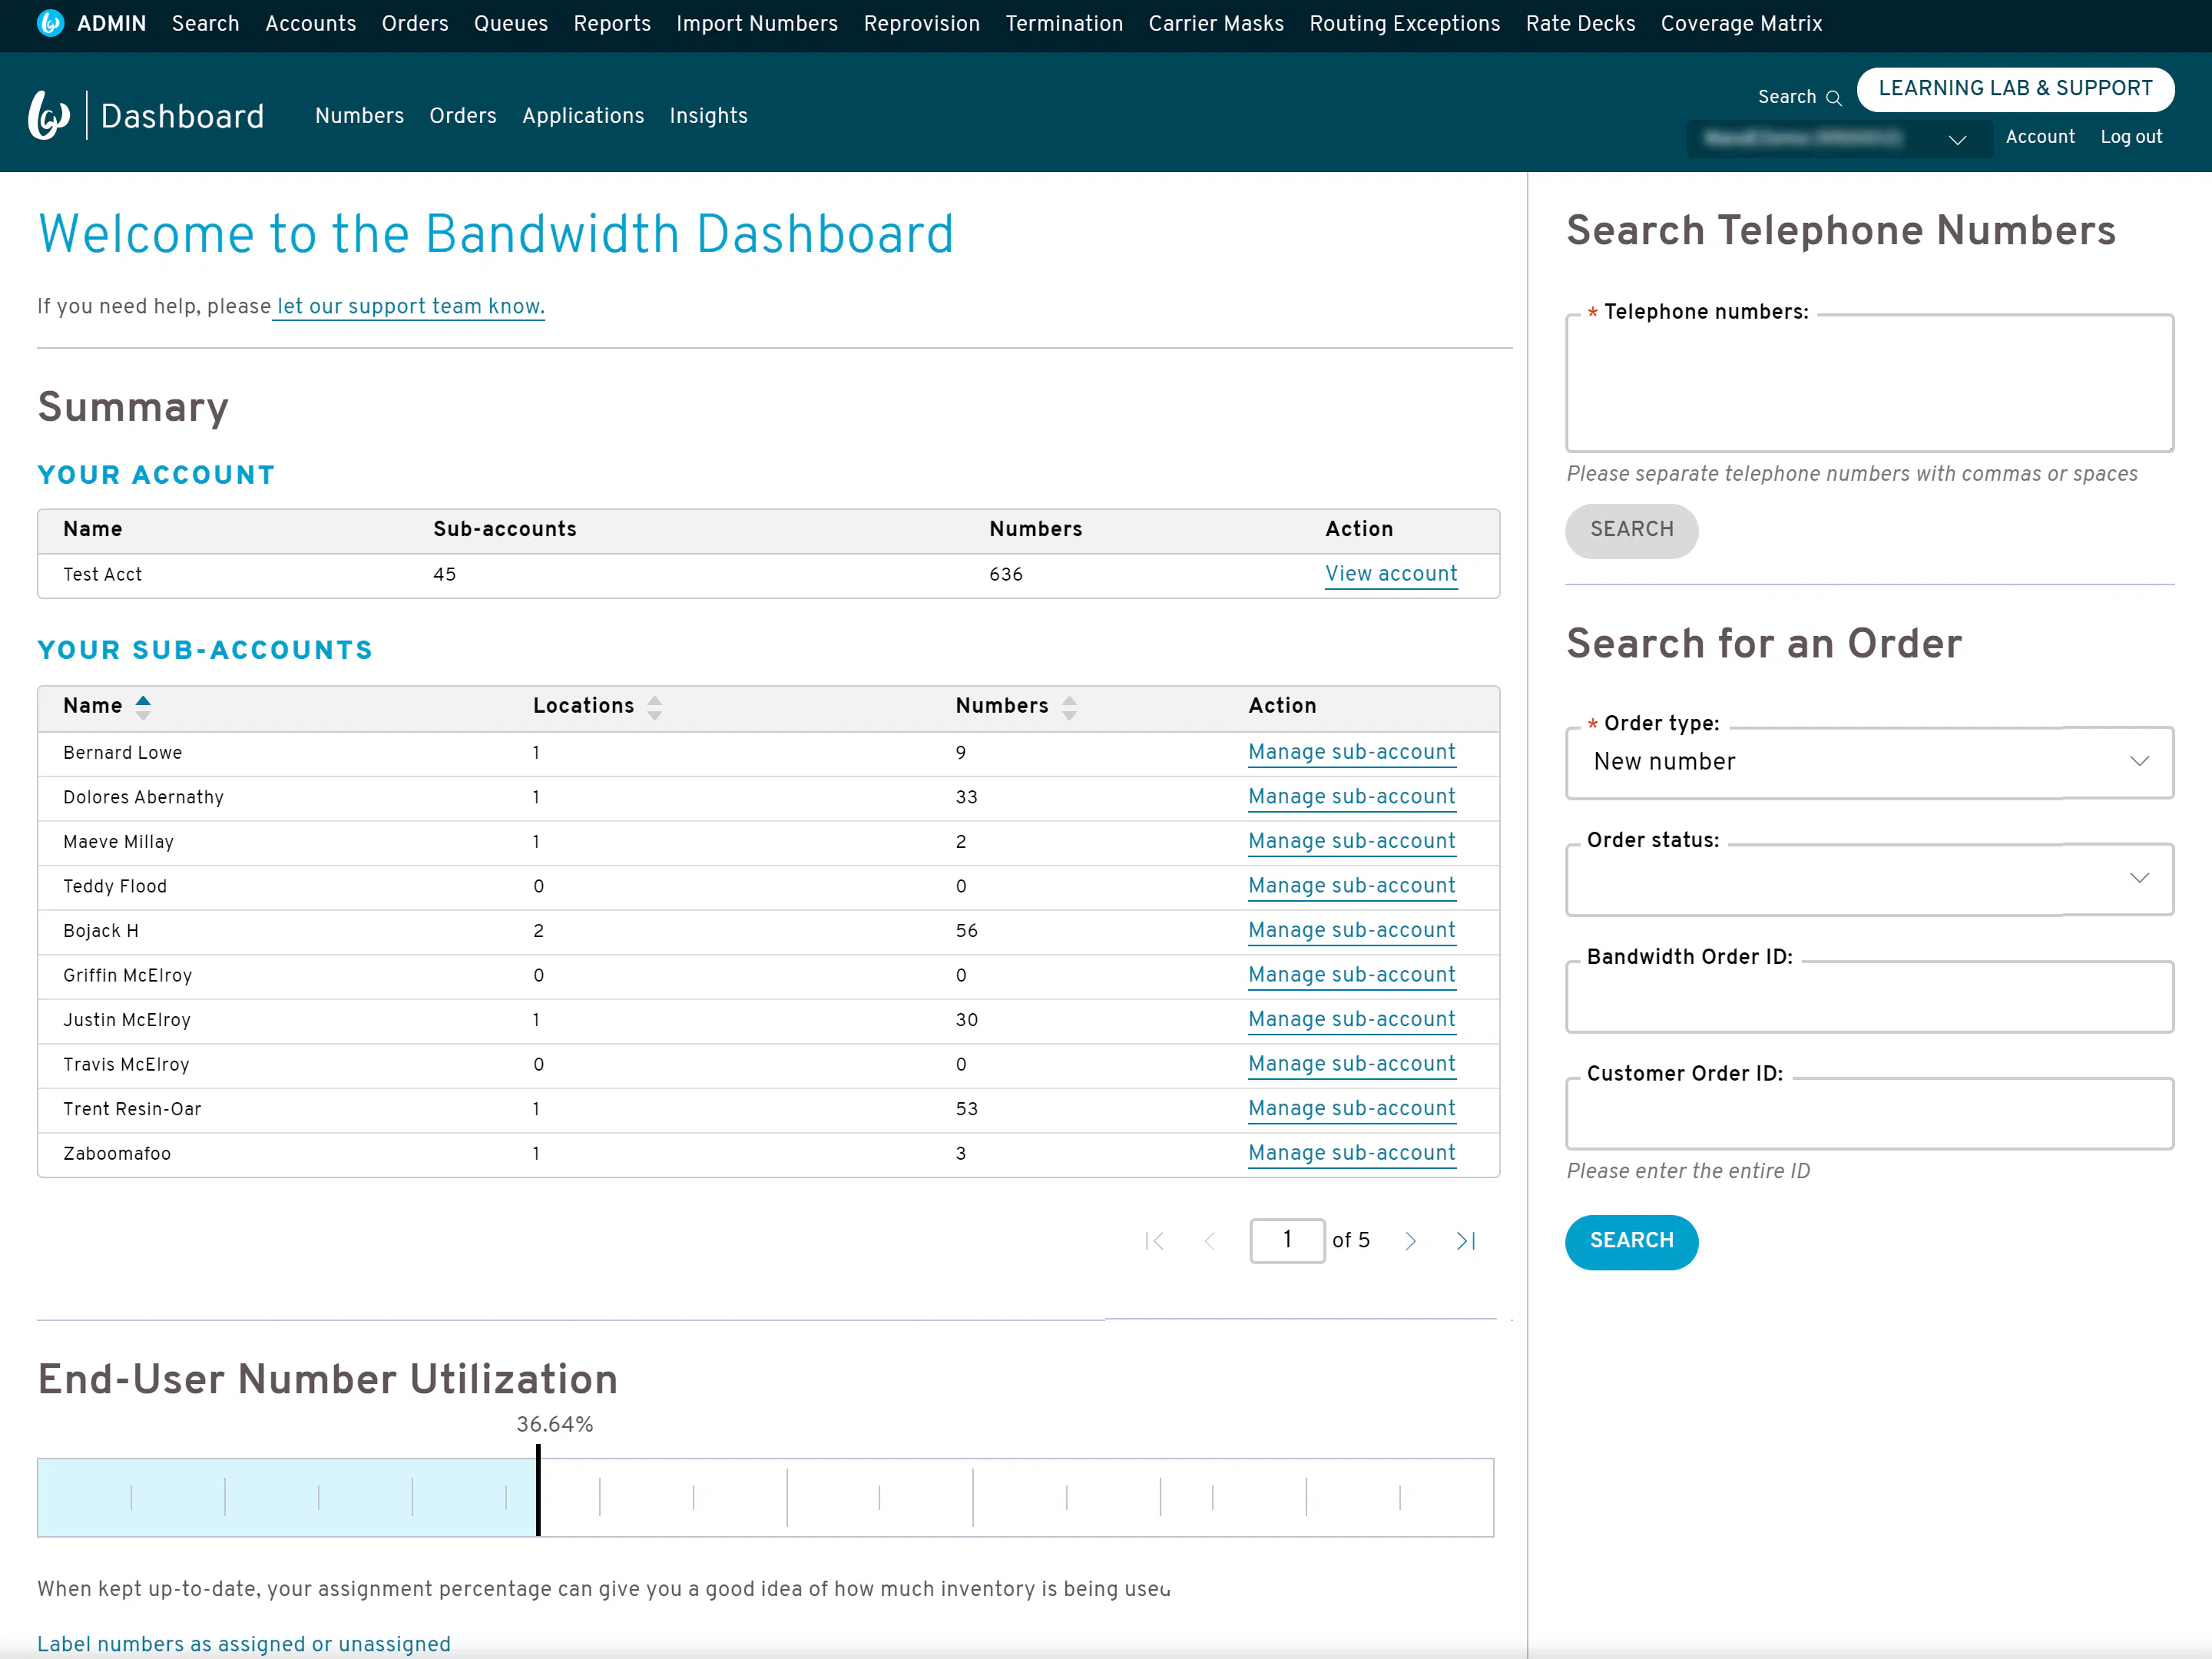 ADMIN Search Accounts Orders Queues Reports Import Numbers Reprovision Termination Carrier Masks Routing Exceptions Rate Decks Coverage Matrix
Dashboard Numbers Orders Applications Insights
Search LEARNING LAB & SUPPORT
Account Log out
Welcome to the Bandwidth Dashboard
If you need help, please let our support team know.
Summary
YOUR ACCOUNT
Name Sub-accounts Numbers Action
Test Acct 45 636 View account
YOUR SUB-ACCOUNTS
Name Locations Numbers Action
Bernard Lowe 1 9 Manage sub-account
Dolores Abernathy 1 33 Manage sub-account
Maeve Millay 1 2 Manage sub-account
Teddy Flood 0 0 Manage sub-account
Bojack H 2 56 Manage sub-account
Griffin McElroy 0 0 Manage sub-account
Justin McElroy 1 30 Manage sub-account
Travis McElroy 0 0 Manage sub-account
Trent Resin-Oar 1 53 Manage sub-account
Zaboomafoo 1 3 Manage sub-account
1 of 5
End-User Number Utilization
36.64%
When kept up-to-date, your assignment percentage can give you a good idea of how much inventory is being used
Label numbers as assigned or unassigned
Search Telephone Numbers
* Telephone numbers:
Please separate telephone numbers with commas or spaces
SEARCH
Search for an Order
* Order type:
New number
Order status:
Bandwidth Order ID:
Customer Order ID:
Please enter the entire ID
SEARCH